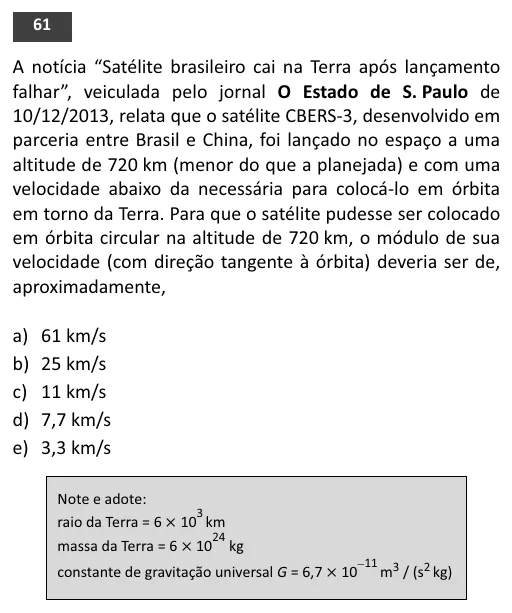 61
A notícia “Satélite brasileiro cai na Terra após lançamento
falhar”, veiculada pelo jornal O Estado de S. Paulo de
10/12/2013, relata que o satélite CBERS-3, desenvolvido em
parceria entre Brasil e China, foi lançado no espaço a uma
altitude de 720 km (menor do que a planejada) e com uma
velocidade abaixo da necessária para colocá-lo em órbita
em torno da Terra. Para que o satélite pudesse ser colocado
em órbita circular na altitude de 720 km, o módulo de sua
velocidade (com direção tangente à órbita) deveria ser de,
aproximadamente,
a) 61 km/s
b) 25 km/s
c) 11 km/s
d) 7,7 km/s
e) 3,3 km/s
Note e adote:
raio da Terra = 6 × 10³ km
massa da Terra = 6 × 10²⁴ kg
constante de gravitação universal G = 6,7 × 10⁻¹¹ m³ / (s² kg)